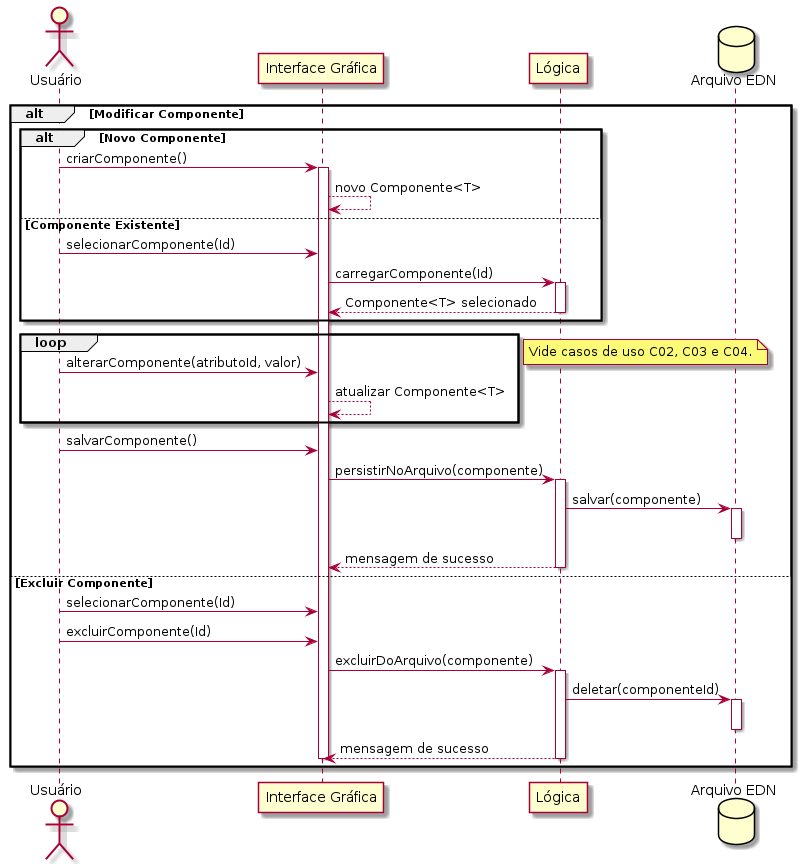 Usuário
Interface Gráfica
Lógica
Arquivo EDN
alt [Modificar Componente]
alt [Novo Componente]
criarComponente()
novo Componente<T>
[Componente Existente]
selecionarComponente(Id)
carregarComponente(Id)
Componente<T> selecionado
loop
Vide casos de uso C02, C03 e C04.
alterarComponente(atributoId, valor)
atualizar Componente<T>
salvarComponente()
persistirNoArquivo(componente)
salvar(componente)
mensagem de sucesso
[Excluir Componente]
selecionarComponente(Id)
excluirComponente(Id)
excluirDoArquivo(componente)
deletar(componenteId)
mensagem de sucesso
Usuário
Interface Gráfica
Lógica
Arquivo EDN